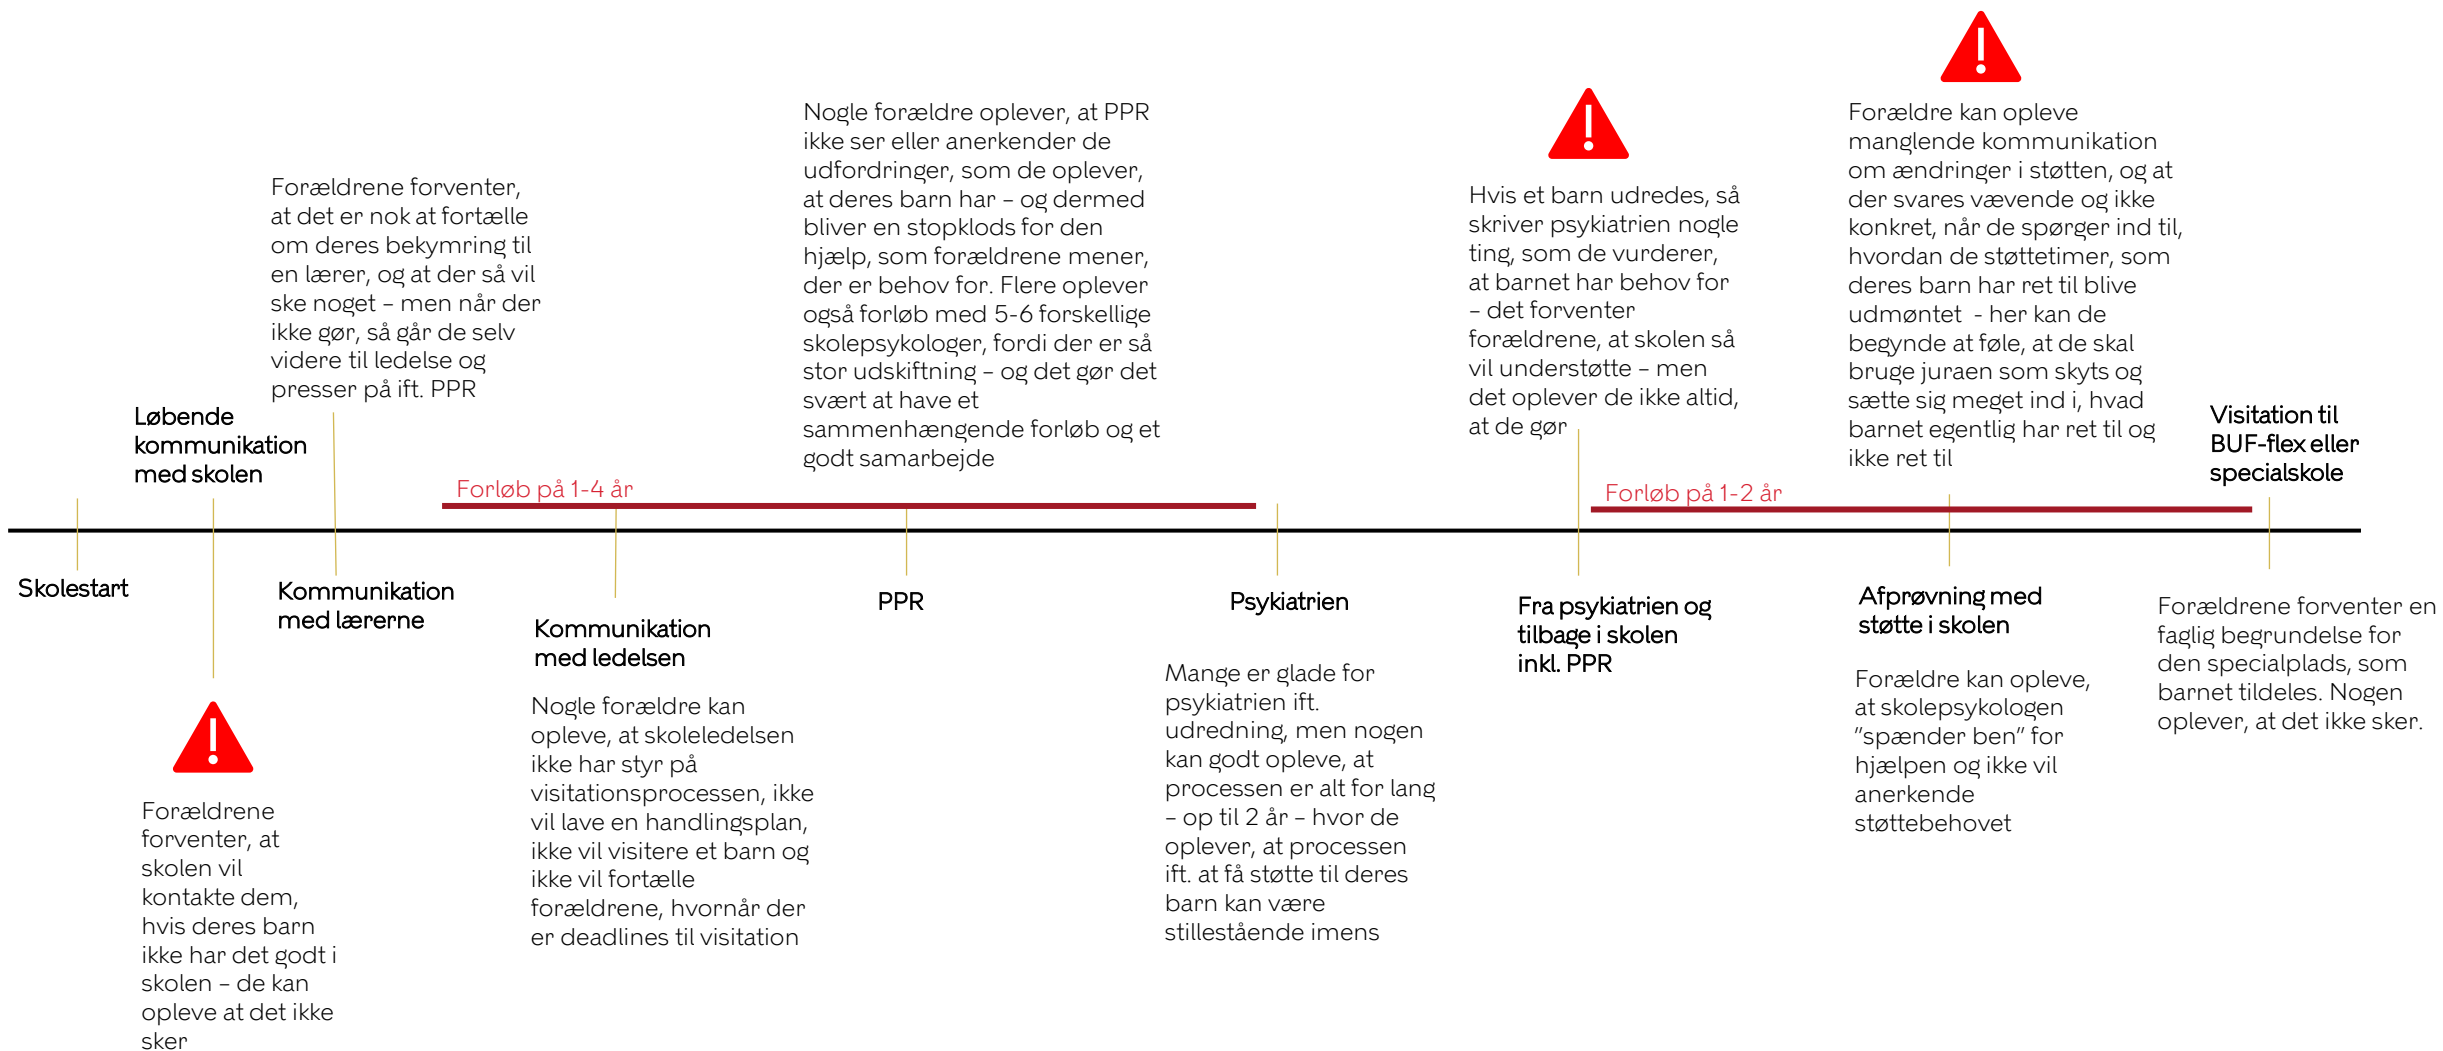 Skolestart
Løbende
kommunikation
med skolen
Forældrene
forventer, at
skolen vil
kontakte dem,
hvis deres barn
ikke har det godt i
skolen – de kan
opleve at det ikke
sker
Forældrene forventer,
at det er nok at fortælle
om deres bekymring til
en lærer, og at der så vil
ske noget – men når der
ikke gør, så går de selv
videre til ledelse og
presser på ift. PPR
Kommunikation
med lærerne
Forløb på 1-4 år
Kommunikation
med ledelsen
Nogle forældre kan
opleve, at skoleledelsen
ikke har styr på
visitationsprocessen, ikke
vil lave en handlingsplan,
ikke vil visitere et barn og
ikke vil fortælle
forældrene, hvornår der
er deadlines til visitation
Nogle forældre oplever, at PPR
ikke ser eller anerkender de
udfordringer, som de oplever,
at deres barn har – og dermed
bliver en stopklods for den
hjælp, som forældrene mener,
der er behov for. Flere oplever
også forløb med 5-6 forskellige
skolepsykologer, fordi der er så
stor udskiftning – og det gør det
svært at have et
sammenhængende forløb og et
godt samarbejde
PPR
Psykiatrien
Mange er glade for
psykiatrien ift.
udredning, men nogen
kan godt opleve, at
processen er alt for lang
– op til 2 år – hvor de
oplever, at processen
ift. at få støtte til deres
barn kan være
stillestående imens
Hvis et barn udredes, så
skriver psykiatrien nogle
ting, som de vurderer,
at barnet har behov for
– det forventer
forældrene, at skolen så
vil understøtte – men
det oplever de ikke altid,
at de gør
Fra psykiatrien og
tilbage i skolen
inkl. PPR
Forløb på 1-2 år
Forældre kan opleve
manglende kommunikation
om ændringer i støtten, og at
der svares vævende og ikke
konkret, når de spørger ind til,
hvordan de støttetimer, som
deres barn har ret til blive
udmøntet  - her kan de
begynde at føle, at de skal
bruge juraen som skyts og
sætte sig meget ind i, hvad
barnet egentlig har ret til og
ikke ret til
Afprøvning med
støtte i skolen
Forældre kan opleve,
at skolepsykologen
”spænder ben” for
hjælpen og ikke vil
anerkende
støttebehovet
Visitation til
BUF-flex eller
specialskole
Forældrene forventer en
faglig begrundelse for
den specialplads, som
barnet tildeles. Nogen
oplever, at det ikke sker.